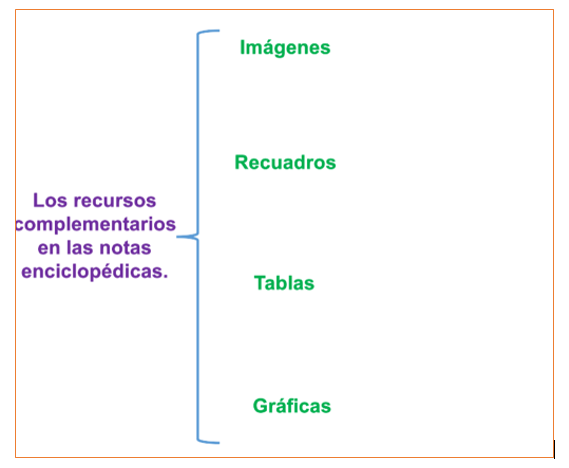 Imágenes
Recuadros
Los recursos
complementarios
en las notas
enciclopédicas.
Tablas
Gráficas